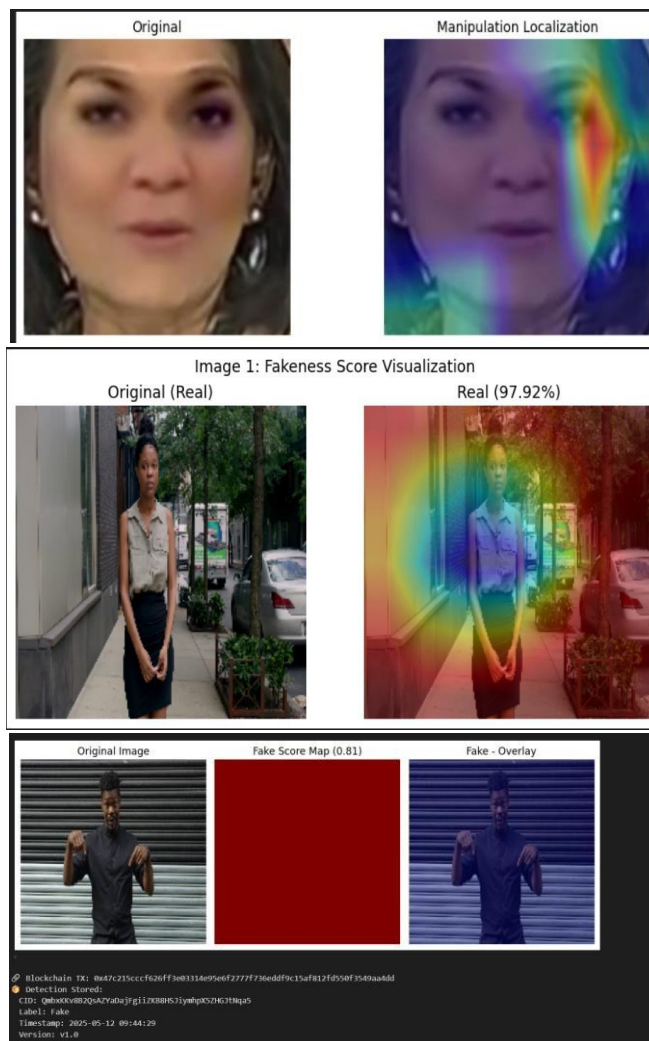 Original
Manipulation Localization
Image 1: Fakeness Score Visualization
Original (Real)
Real (97.92%)
Original Image
Fake Score Map (0.81)
Fake - Overlay
🔗 Blockchain TX: 0x47c215cccf626ff3e03314e95e6f2777f736eddf9c15af812fd550f3549aa4dd
📦 Detection Stored:
CID: QmbxKKv8B2QsAZYaDajFgiiZKB8HSJiymhpX5ZHGJtNqa5
Label: Fake
Timestamp: 2025-05-12 09:44:29
Version: v1.0